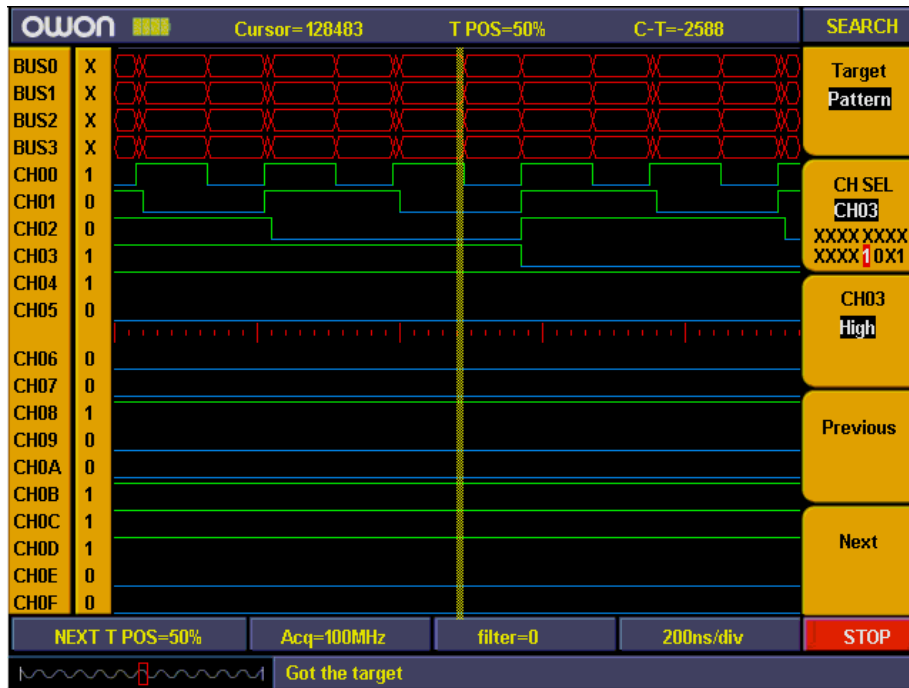 OWON Cursor=128483 T POS=50% C-T=-2588 SEARCH
BUS0 X
BUS1 X
BUS2 X
BUS3 X
CH00 1
CH01 0
CH02 0
CH03 1
CH04 1
CH05 0
CH06 0
CH07 0
CH08 1
CH09 0
CH0A 0
CH0B 1
CH0C 1
CH0D 1
CH0E 0
CH0F 0
Target
Pattern
CH SEL
CH03
XXXX XXXX
XXXX 10X1
CH03
High
Previous
Next
NEXT T POS=50% Acq=100MHz filter=0 200ns/div STOP
Got the target